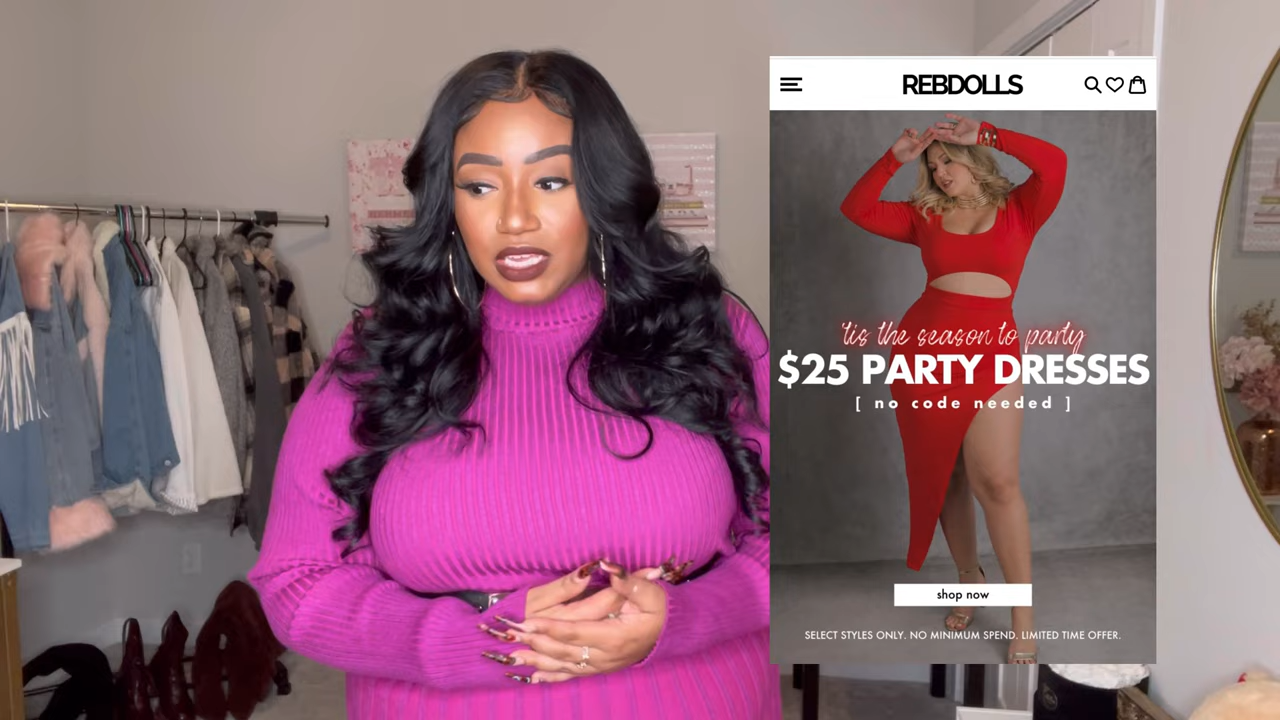 REBDOLLS
'tis the season to party
$25 PARTY DRESSES
[ no code needed ]
shop now
SELECT STYLES ONLY. NO MINIMUM SPEND. LIMITED TIME OFFER.